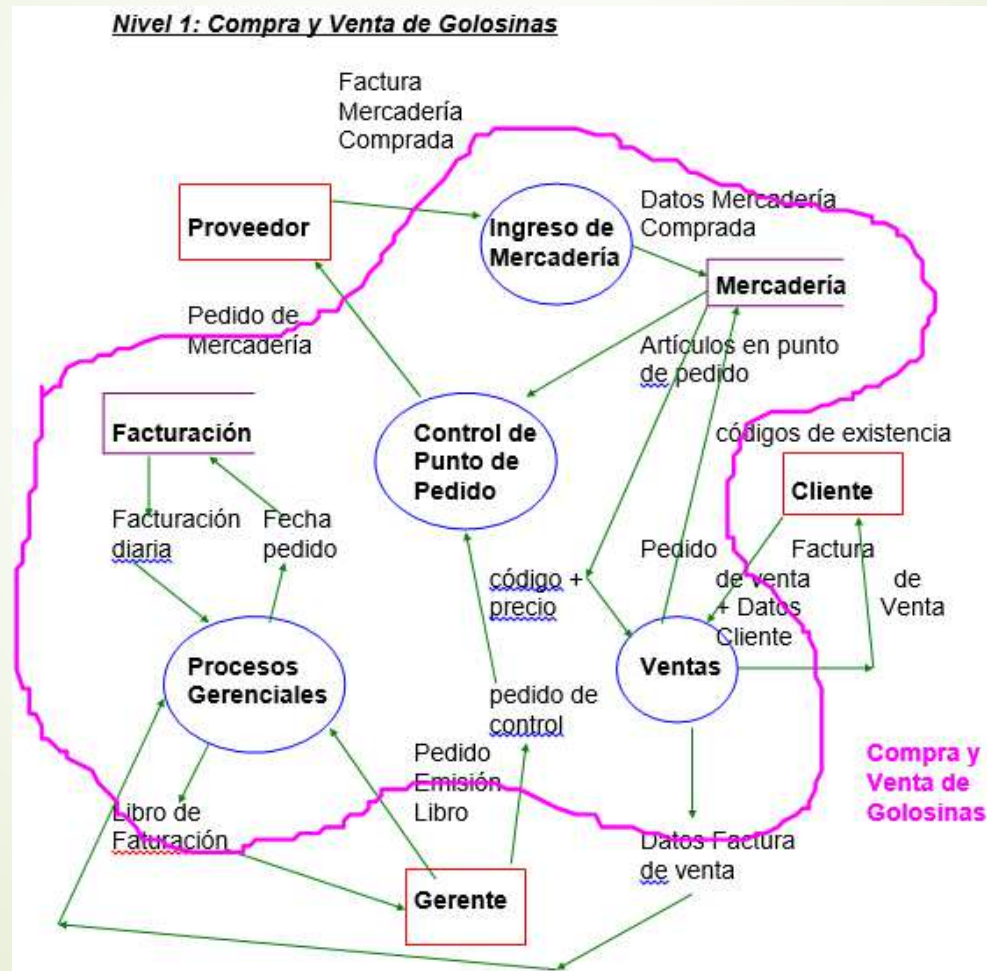 Nivel 1: Compra y Venta de Golosinas
Factura
Mercadería
Comprada
Proveedor
Ingreso de
Mercadería
Datos Mercadería
Comprada
Mercadería
Pedido de
Mercadería
Artículos en punto
de pedido
Facturación
Control de
Punto de
Pedido
códigos de existencia
Cliente
Facturación
diaria
Fecha
pedido
código +
precio
Pedido
de venta
+ Datos
Cliente
Factura
de
Venta
Procesos
Gerenciales
Ventas
pedido de
control
Pedido
Emisión
Libro
Compra y
Venta de
Golosinas
Libro de
Faturación
Datos Factura
de venta
Gerente